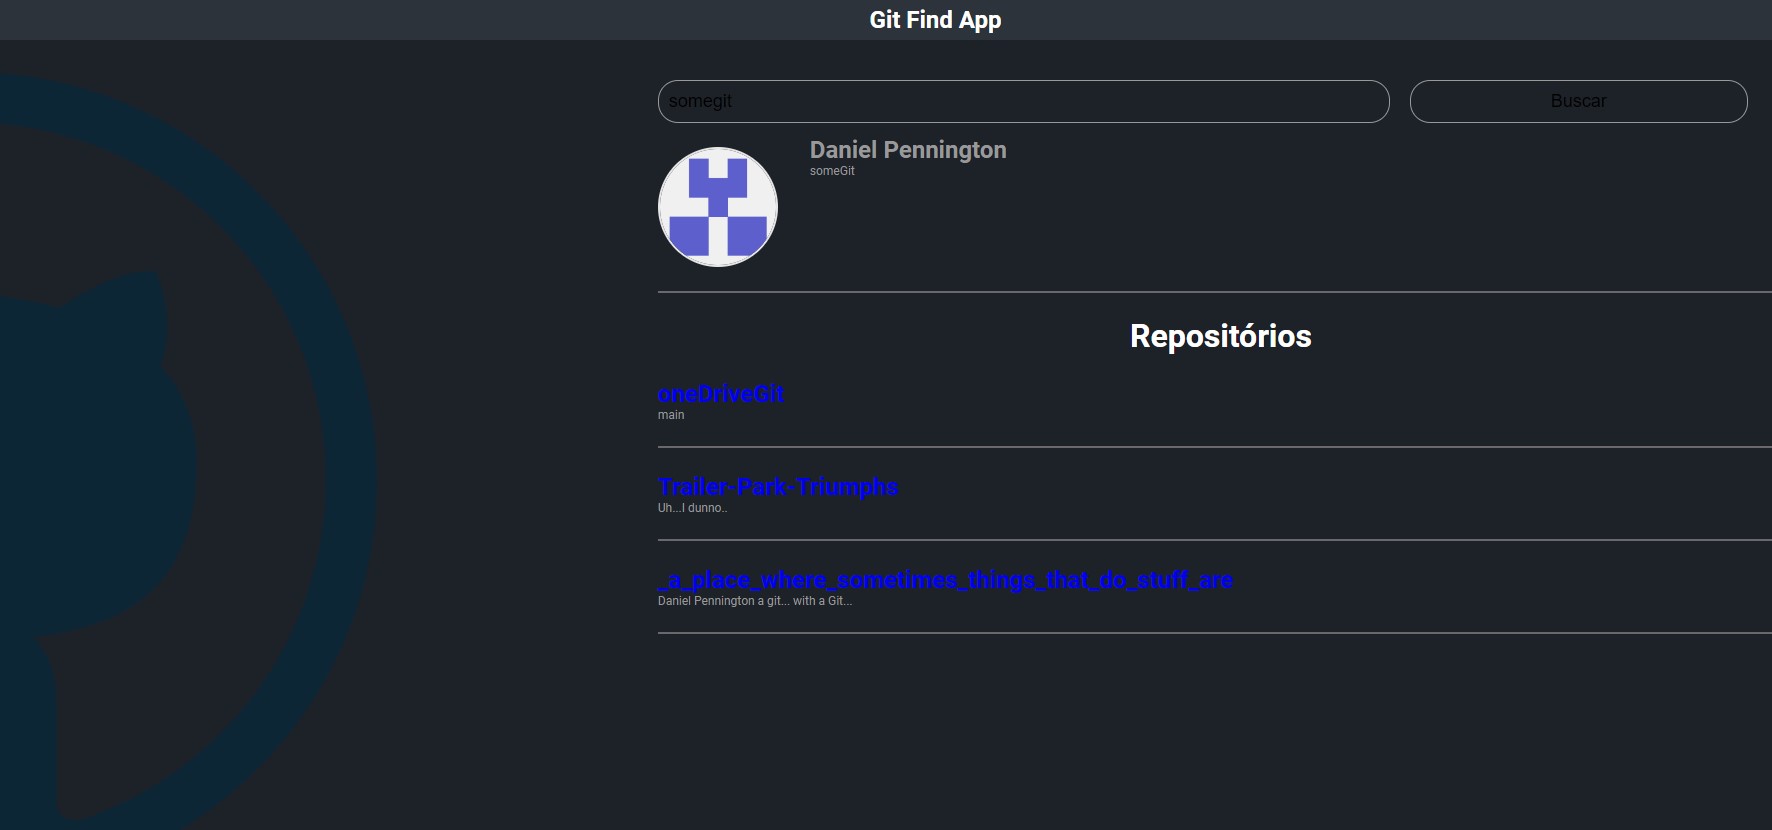 Git Find App
somegit
Buscar
Daniel Pennington
someGit
Repositórios
oneDriveGit
main
Trailer-Park-Triumphs
Uh...I dunno..
_a_place_where_sometimes_things_that_do_stuff_are
Daniel Pennington a git... with a Git...